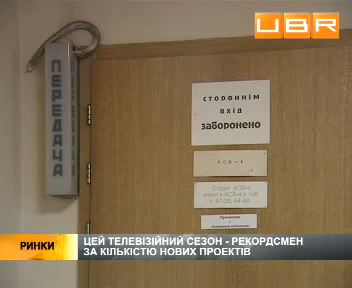 UBR
ПЕРЕДАЧА
СТОРОННІМ
ВХІД
заборонено
АСБ-4
РИНКИ
ЦЕЙ ТЕЛЕВІЗІЙНИЙ СЕЗОН - РЕКОРДСМЕН
ЗА КІЛЬКІСТЮ НОВИХ ПРОЕКТІВ